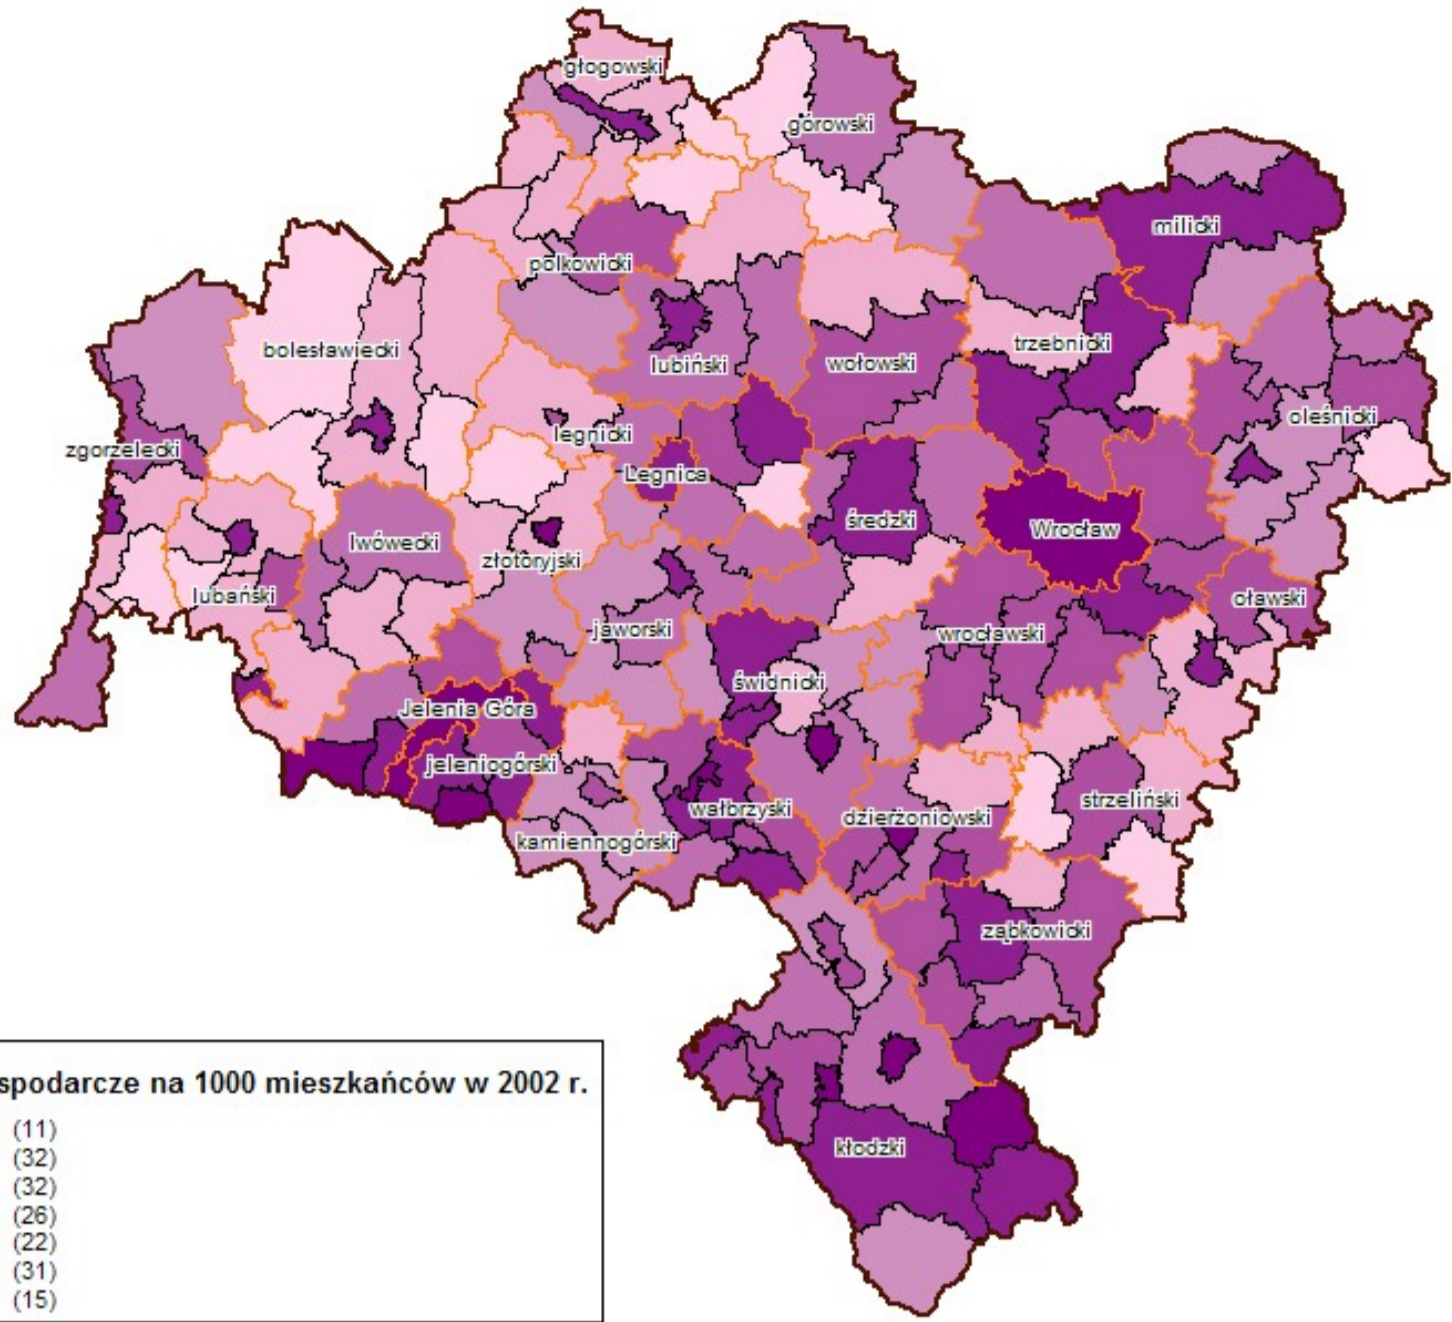 głogowski
górowski
milicki
polkowicki
bolesławiecki
lubiński
wołowski
trzebnicki
oleśnicki
zgorzelecki
legnicki
Legnica
średzki
Wrocław
lwówecki
złotoryjski
lubański
oławski
jaworski
wrocławski
świdnicki
Jelenia Góra
jeleniogórski
wałbrzyski
dzierżoniowski
strzeliński
kamiennogórski
ząbkowicki
kłodzki
spodarcze na 1000 mieszkańców w 2002 r.
(11)
(32)
(32)
(26)
(22)
(31)
(15)